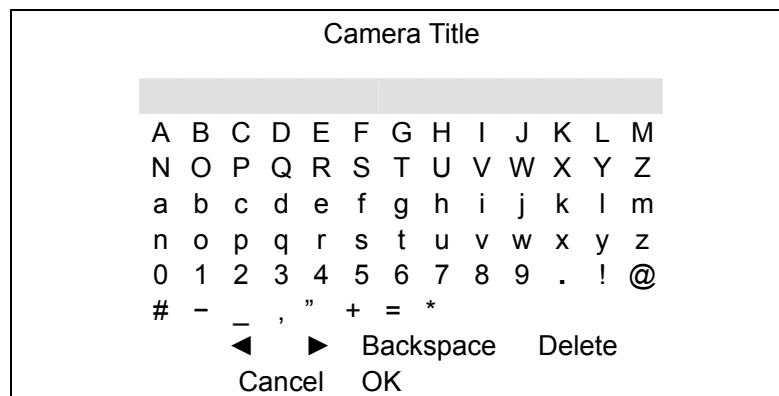 Camera Title
A B C D E F G H I J K L M
N O P Q R S T U V W X Y Z
a b c d e f g h i j k l m
n o p q r s t u v w x y z
0 1 2 3 4 5 6 7 8 9 . ! @
# − _ , ” + = *
◄ ► Backspace Delete
Cancel OK